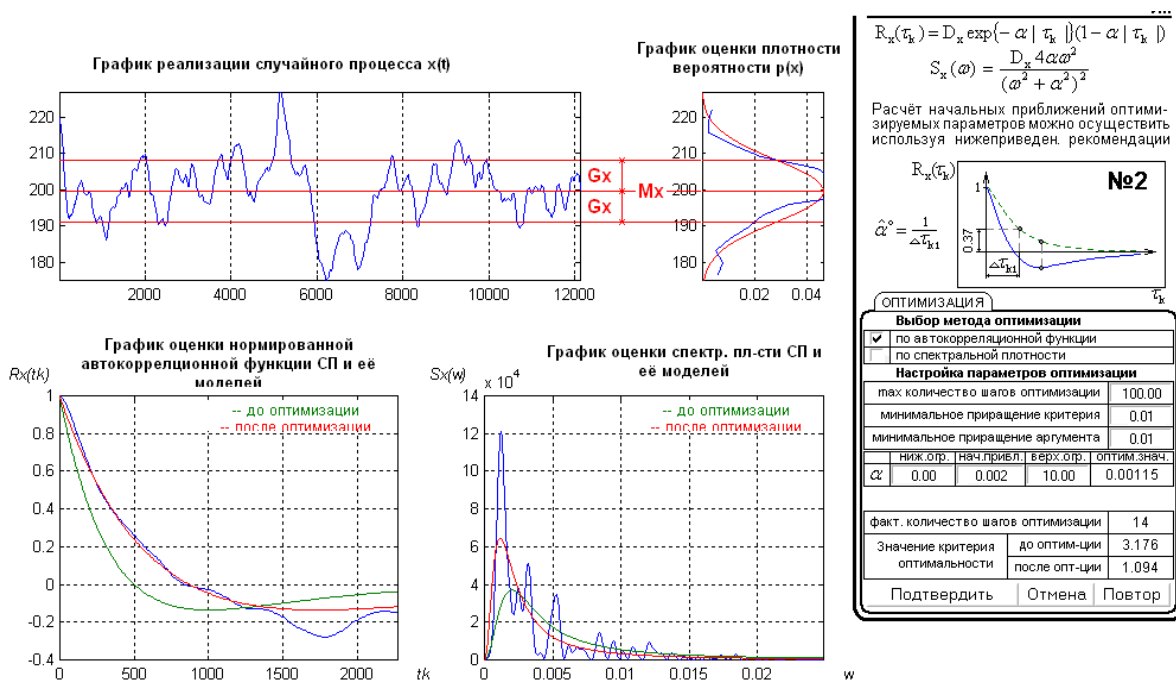 График реализации случайного процесса x(t)
220
210
200
190
180
2000
4000
6000
8000
10000
12000
Gx
Mx
Gx
График оценки плотности
вероятности p(x)
220
210
200
190
180
0.02
0.04
График оценки нормированной
автокоррелционной функции СП и её
моделей
Rx(tk)
-- до оптимизации
-- после оптимизации
1
0.8
0.6
0.4
0.2
0
-0.2
-0.4
0
500
1000
1500
2000
tk
График оценки спектр. пл-сти СП и
её моделей
Sx(w)
x 10⁴
-- до оптимизации
-- после оптимизации
14
12
10
8
6
4
2
0
0
0.005
0.01
0.015
0.02
w
Rₓ(τₖ) = Dₓ exp{− α | τₖ |}(1− α | τₖ |)
Sₓ(ω) = Dₓ 4αω² / (ω² + α²)²
Расчёт начальных приближений оптими-
зируемых параметров можно осуществить
используя нижеприведен. рекомендации
Rₓ(τₖ)
№2
1
0.37
α̂° = 1 / △τₖ₁
△τₖ₁
τₖ
ОПТИМИЗАЦИЯ
Выбор метода оптимизации
по автокорреляционной функции
по спектральной плотности
Настройка параметров оптимизации
max количество шагов оптимизации 100.00
минимальное приращение критерия 0.01
минимальное приращение аргумента 0.01
ниж.огр. нач.прибл. верх.огр. оптим.знач.
α 0.00 0.002 10.00 0.00115
факт. количество шагов оптимизации 14
Значение критерия
оптимальности
до оптим-ции 3.176
после опт-ции 1.094
Подтвердить Отмена Повтор